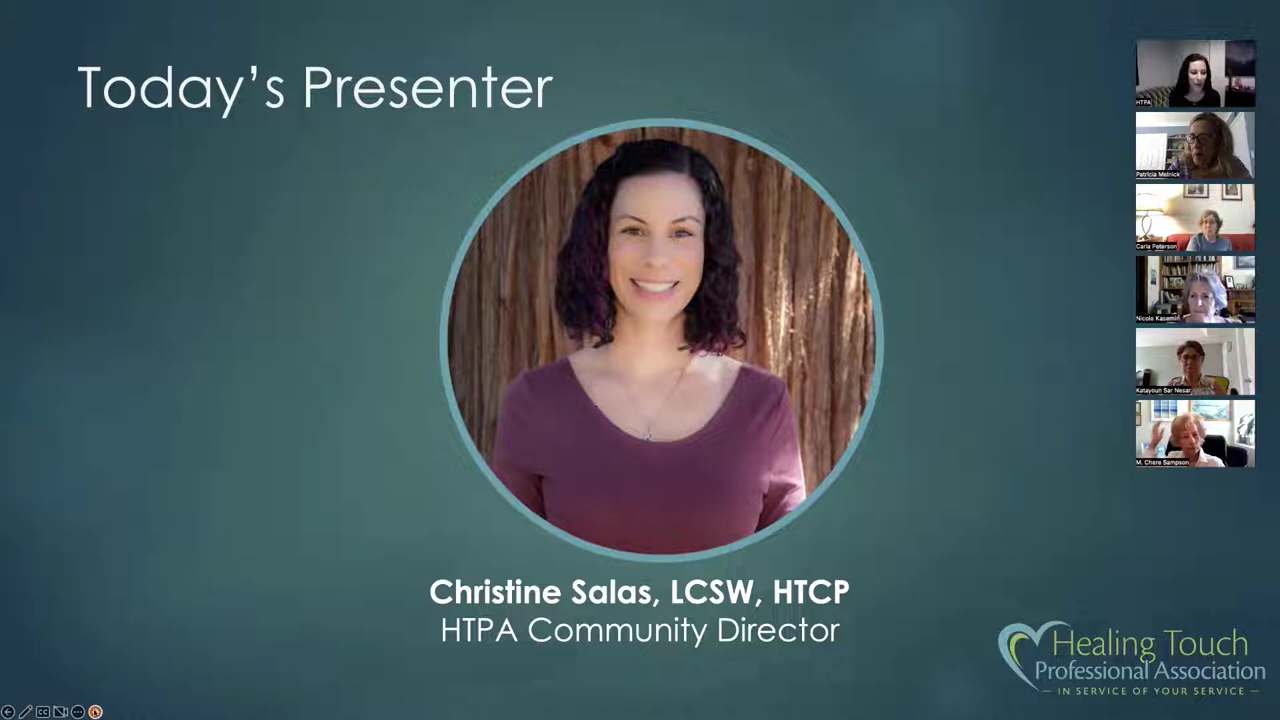 Today's Presenter
HTPA
Patricia Melnick
Carla Peterson
Nicole Kasemir
Katayoun Sar Nesar
M. Chere Sampson
Christine Salas, LCSW, HTCP
HTPA Community Director
Healing Touch
Professional Association
IN SERVICE OF YOUR SERVICE
CC